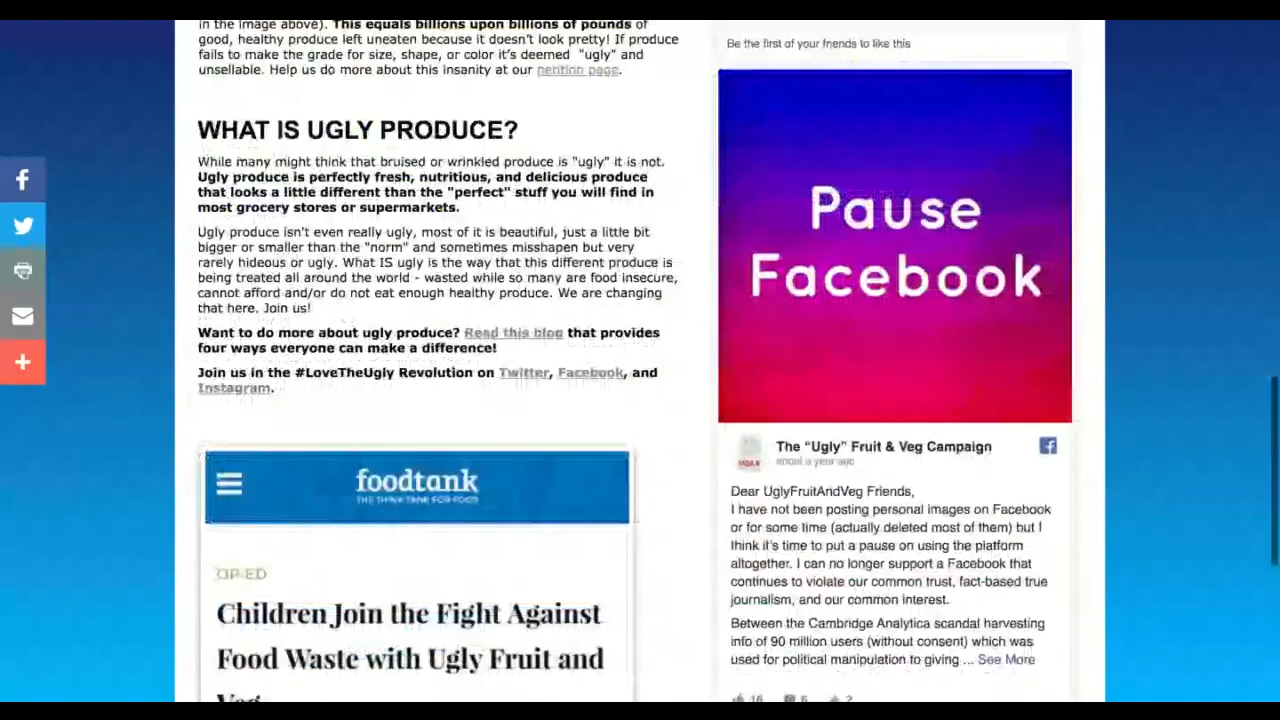 in the image above). This equals billions upon billions of pounds of
good, healthy produce left uneaten because it doesn't look pretty! If produce
fails to make the grade for size, shape, or color it's deemed "ugly" and
unsellable. Help us do more about this insanity at our petition page.
WHAT IS UGLY PRODUCE?
While many might think that bruised or wrinkled produce is "ugly" it is not.
Ugly produce is perfectly fresh, nutritious, and delicious produce
that looks a little different than the "perfect" stuff you will find in
most grocery stores or supermarkets.
Ugly produce isn't even really ugly, most of it is beautiful, just a little bit
bigger or smaller than the "norm" and sometimes misshapen but very
rarely hideous or ugly. What IS ugly is the way that this different produce is
being treated all around the world - wasted while so many are food insecure,
cannot afford and/or do not eat enough healthy produce. We are changing
that here. Join us!
Want to do more about ugly produce? Read this blog that provides
four ways everyone can make a difference!
Join us in the #LoveTheUgly Revolution on Twitter, Facebook, and
Instagram.
foodtank
THE THINK TANK FOR FOOD
OP-ED
Children Join the Fight Against
Food Waste with Ugly Fruit and
Veg
Be the first of your friends to like this
Pause
Facebook
The “Ugly” Fruit & Veg Campaign
about a year ago
Dear UglyFruitAndVeg Friends,
I have not been posting personal images on Facebook
or for some time (actually deleted most of them) but I
think it's time to put a pause on using the platform
altogether. I can no longer support a Facebook that
continues to violate our common trust, fact-based true
journalism, and our common interest.
Between the Cambridge Analytica scandal harvesting
info of 90 million users (without consent) which was
used for political manipulation to giving ... See More
16 6 2